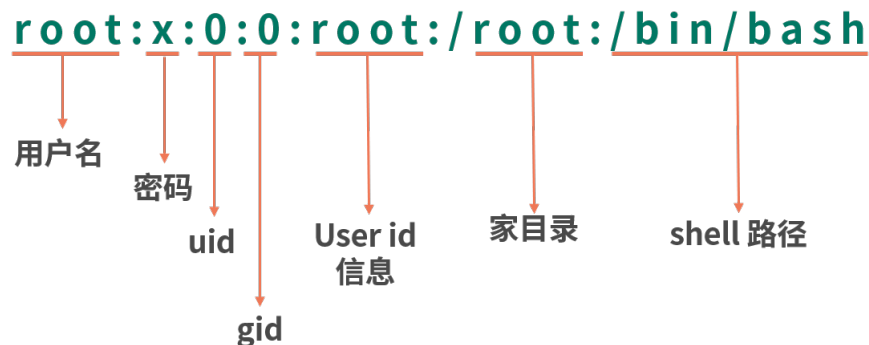 root:x:0:0:root:/root:/bin/bash
用户名
密码
uid
gid
User id
信息
家目录
shell 路径